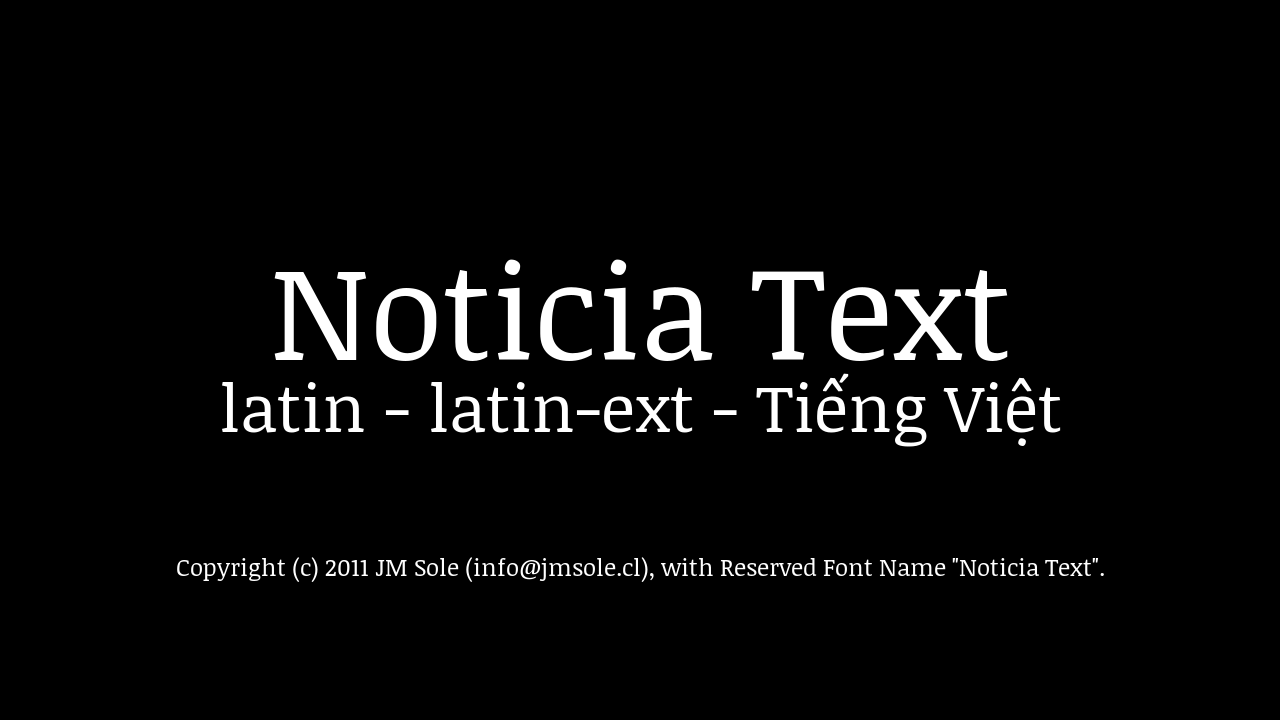 Noticia Text
latin - latin-ext - Tiếng Việt
Copyright (c) 2011 JM Sole (info@jmsole.cl), with Reserved Font Name "Noticia Text".